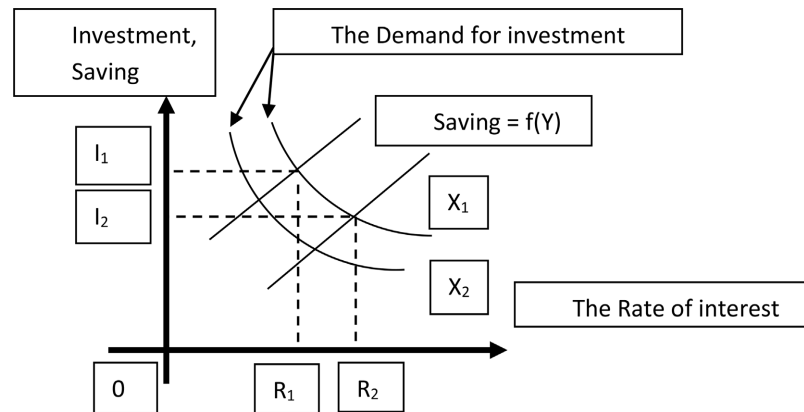 Investment,
Saving
The Demand for investment
Saving = f(Y)
I₁
I₂
X₁
X₂
The Rate of interest
0
R₁
R₂